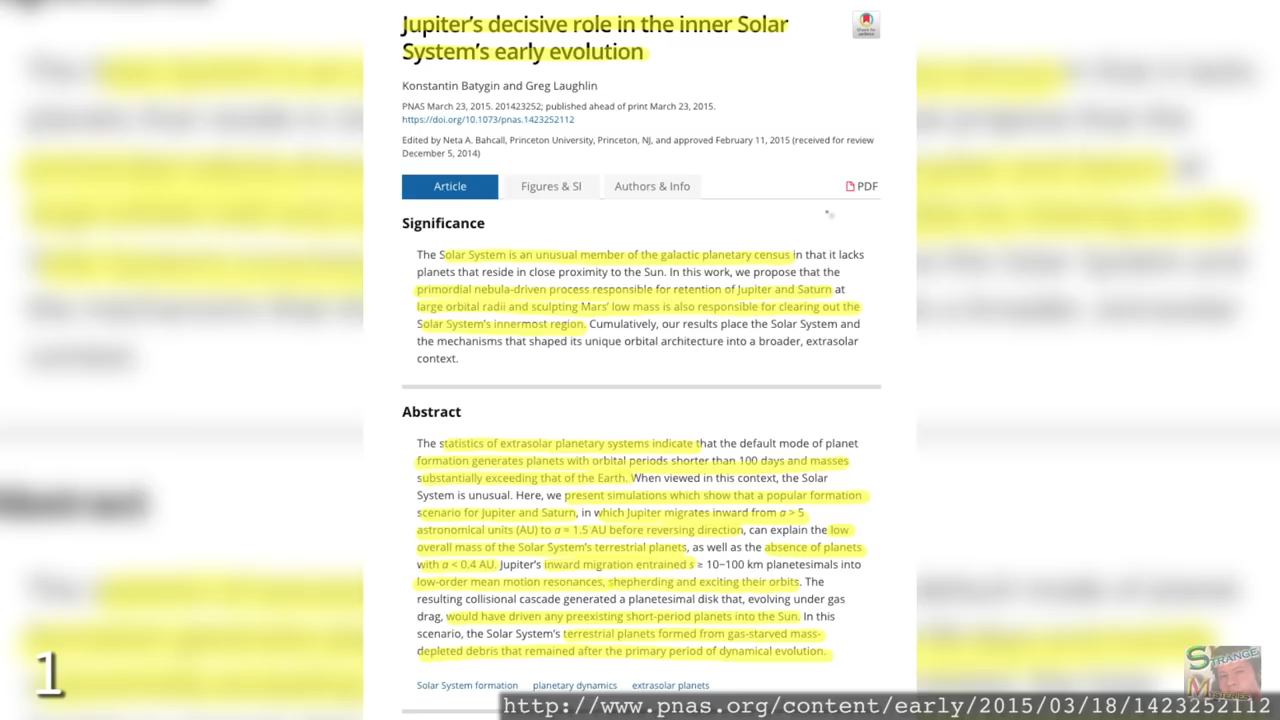 Jupiter's decisive role in the inner Solar
System's early evolution
Check for
updates
Konstantin Batygin and Greg Laughlin
PNAS March 23, 2015. 201423252; published ahead of print March 23, 2015.
https://doi.org/10.1073/pnas.1423252112
Edited by Neta A. Bahcall, Princeton University, Princeton, NJ, and approved February 11, 2015 (received for review
December 5, 2014)
Article
Figures & SI
Authors & Info
PDF
Significance
The Solar System is an unusual member of the galactic planetary census in that it lacks
planets that reside in close proximity to the Sun. In this work, we propose that the
primordial nebula-driven process responsible for retention of Jupiter and Saturn at
large orbital radii and sculpting Mars' low mass is also responsible for clearing out the
Solar System's innermost region. Cumulatively, our results place the Solar System and
the mechanisms that shaped its unique orbital architecture into a broader, extrasolar
context.
Abstract
The statistics of extrasolar planetary systems indicate that the default mode of planet
formation generates planets with orbital periods shorter than 100 days and masses
substantially exceeding that of the Earth. When viewed in this context, the Solar
System is unusual. Here, we present simulations which show that a popular formation
scenario for Jupiter and Saturn, in which Jupiter migrates inward from a > 5
astronomical units (AU) to a ≈ 1.5 AU before reversing direction, can explain the low
overall mass of the Solar System's terrestrial planets, as well as the absence of planets
with a < 0.4 AU. Jupiter's inward migration entrained s ≳ 10−100 km planetesimals into
low-order mean motion resonances, shepherding and exciting their orbits. The
resulting collisional cascade generated a planetesimal disk that, evolving under gas
drag, would have driven any preexisting short-period planets into the Sun. In this
scenario, the Solar System's terrestrial planets formed from gas-starved mass-
depleted debris that remained after the primary period of dynamical evolution.
Solar System formation planetary dynamics extrasolar planets
1
STRANGE
MYSTERIES
http://www.pnas.org/content/early/2015/03/18/1423252112